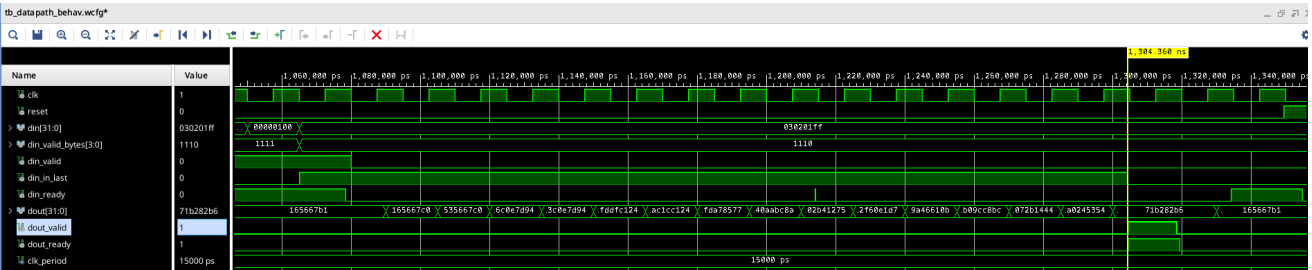 tb_datapath_behav.wcfg*
1,304.360 ns
Name Value
1,060,000 ps 1,080,000 ps 1,100,000 ps 1,120,000 ps 1,140,000 ps 1,160,000 ps 1,180,000 ps 1,200,000 ps 1,220,000 ps 1,240,000 ps 1,260,000 ps 1,280,000 ps 1,300,000 ps 1,320,000 ps 1,340,000 ps
clk 1
reset 0
din[31:0] 030201ff 00000100 030201ff
din_valid_bytes[3:0] 1110 1111 1110
din_valid 0
din_in_last 0
din_ready 0
dout[31:0] 71b282b6 165667b1 .165667c0 .535667c0 .6c0e7d94 .3c0e7d94 .fddfc124 .ac1cc124 .fda78577 .40aabc8a .02b41275 .2f60e1d7 .9a46610b .b09cc8bc .072b1444 .a0245354 71b282b6 165667b1
dout_valid 1
dout_ready 1
clk_period 15000 ps 15000 ps